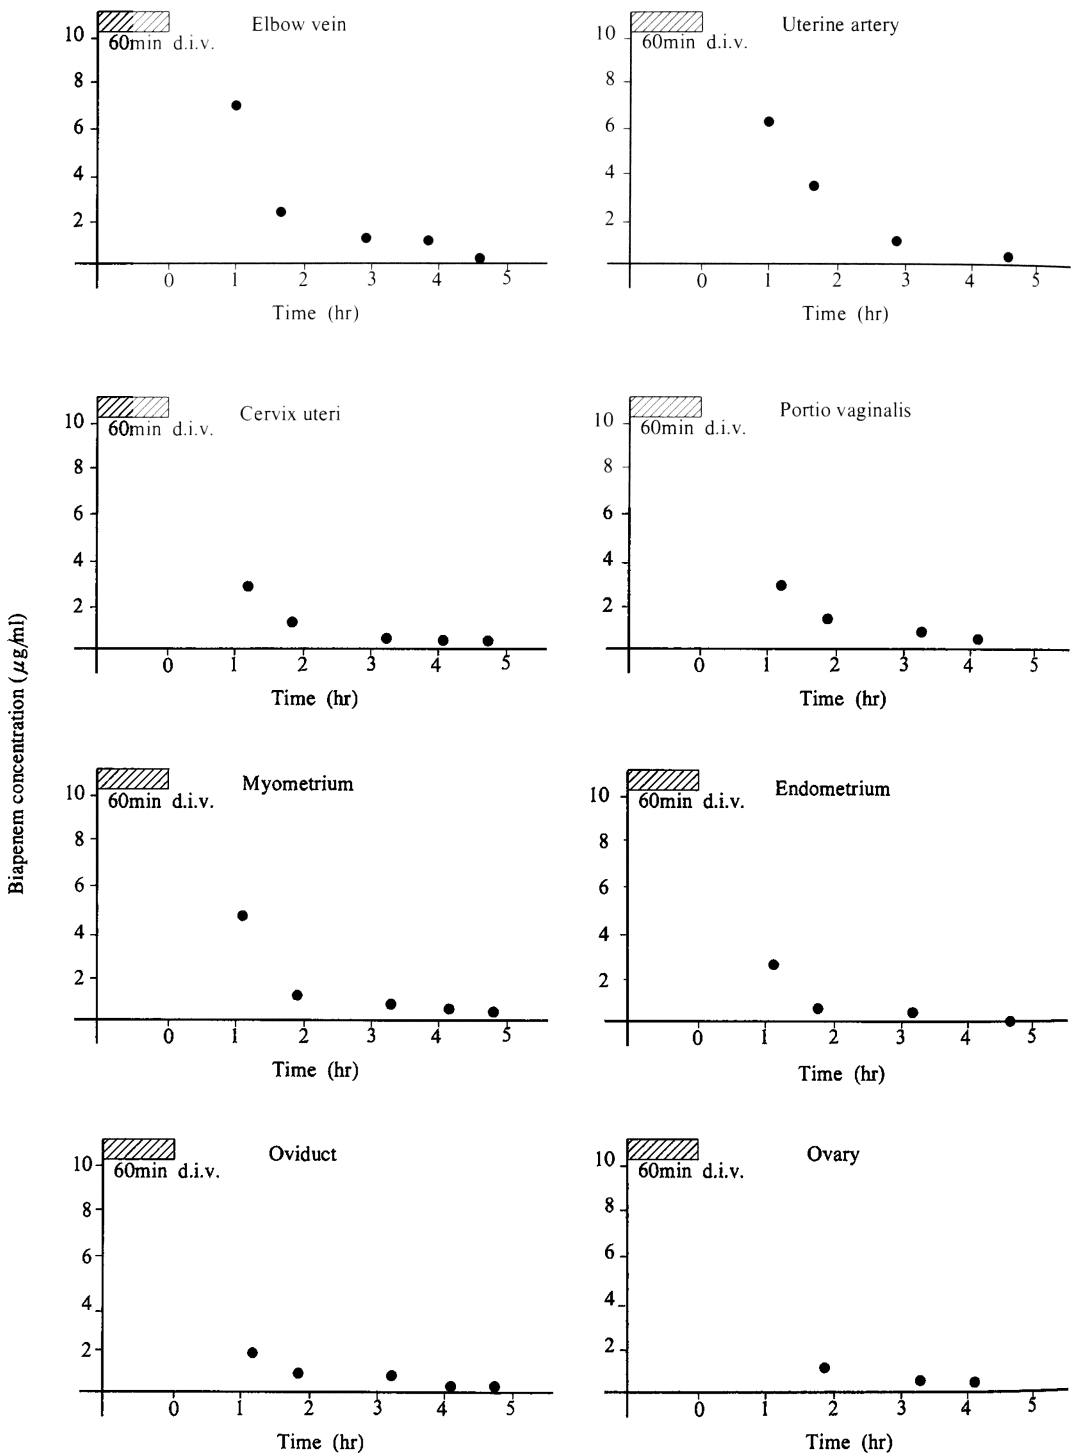 Biapenem concentration (μg/ml)
Elbow vein
60min d.i.v.
10
8
6
4
2
0 1 2 3 4 5
Time (hr)
Uterine artery
60min d.i.v.
10
8
6
4
2
0 1 2 3 4 5
Time (hr)
Cervix uteri
60min d.i.v.
10
8
6
4
2
0 1 2 3 4 5
Time (hr)
Portio vaginalis
60min d.i.v.
10
8
6
4
2
0 1 2 3 4 5
Time (hr)
Myometrium
60min d.i.v.
10
8
6
4
2
0 1 2 3 4 5
Time (hr)
Endometrium
60min d.i.v.
10
8
6
4
2
0 1 2 3 4 5
Time (hr)
Oviduct
60min d.i.v.
10
8
6
4
2
0 1 2 3 4 5
Time (hr)
Ovary
60min d.i.v.
10
8
6
4
2
0 1 2 3 4 5
Time (hr)